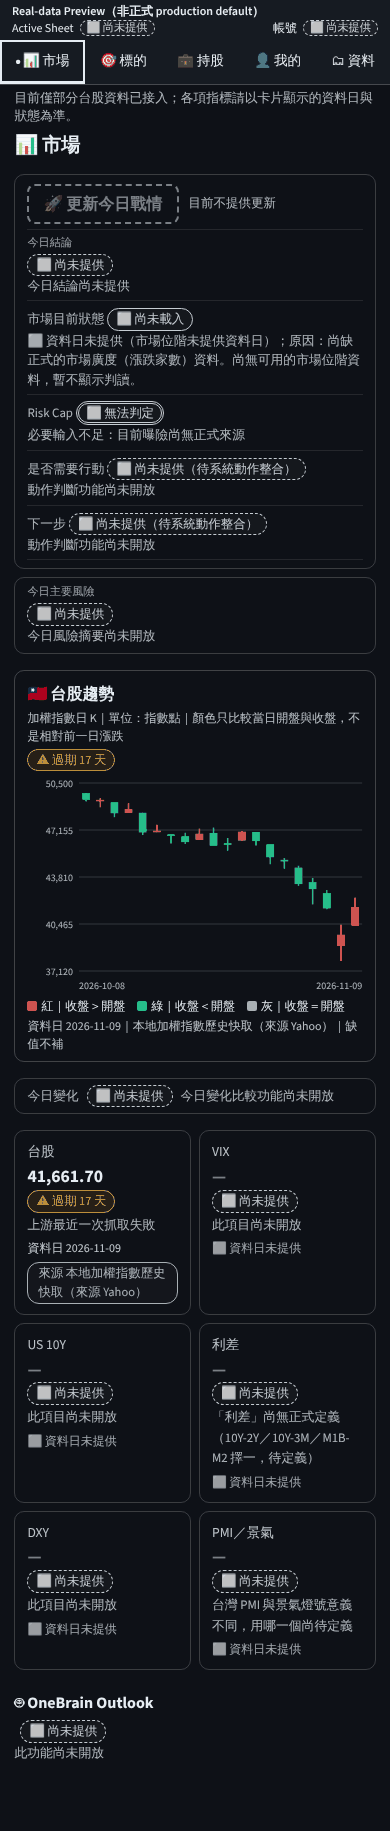 Real-data Preview（非正式 production default）
Active Sheet ⬜ 尚未提供 帳號 ⬜ 尚未提供
📊 市場 🎯 標的 💼 持股 👤 我的 🗂 資料
目前僅部分台股資料已接入；各項指標請以卡片顯示的資料日與
狀態為準。
📊 市場
🚀 更新今日戰情 目前不提供更新
今日結論
⬜ 尚未提供
今日結論尚未提供
市場目前狀態 ⬜ 尚未載入
⬜ 資料日未提供（市場位階未提供資料日）；原因：尚缺
正式的市場廣度（漲跌家數）資料。尚無可用的市場位階資
料，暫不顯示判讀。
Risk Cap ⬜ 無法判定
必要輸入不足：目前曝險尚無正式來源
是否需要行動 ⬜ 尚未提供（待系統動作整合）
動作判斷功能尚未開放
下一步 ⬜ 尚未提供（待系統動作整合）
動作判斷功能尚未開放
今日主要風險
⬜ 尚未提供
今日風險摘要尚未開放
🇹🇼 台股趨勢
加權指數日 K｜單位：指數點｜顏色只比較當日開盤與收盤，不
是相對前一日漲跌
⚠ 過期 17 天
50,500
47,155
43,810
40,465
37,120
2026-10-08 2026-11-09
紅｜收盤＞開盤 綠｜收盤＜開盤 灰｜收盤＝開盤
資料日 2026-11-09｜本地加權指數歷史快取（來源 Yahoo）｜缺
值不補
今日變化 ⬜ 尚未提供 今日變化比較功能尚未開放
台股
41,661.70
⚠ 過期 17 天
上游最近一次抓取失敗
資料日 2026-11-09
來源 本地加權指數歷史
快取（來源 Yahoo）
VIX
—
⬜ 尚未提供
此項目尚未開放
⬜ 資料日未提供
US 10Y
—
⬜ 尚未提供
此項目尚未開放
⬜ 資料日未提供
利差
—
⬜ 尚未提供
「利差」尚無正式定義
（10Y-2Y／10Y-3M／M1B-
M2 擇一，待定義）
⬜ 資料日未提供
DXY
—
⬜ 尚未提供
此項目尚未開放
⬜ 資料日未提供
PMI／景氣
—
⬜ 尚未提供
台灣 PMI 與景氣燈號意義
不同，用哪一個尚待定義
⬜ 資料日未提供
OneBrain Outlook
⬜ 尚未提供
此功能尚未開放